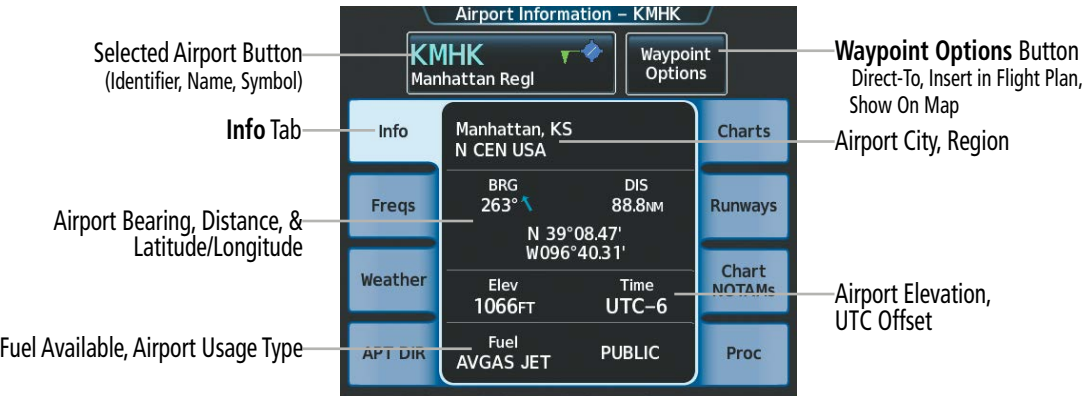 Airport Information – KMHK
Selected Airport Button
(Identifier, Name, Symbol)
KMHK
Manhattan Regl
Waypoint
Options
Waypoint Options Button
Direct-To, Insert in Flight Plan,
Show On Map
Info Tab
Info
Manhattan, KS
N CEN USA
Charts
Airport City, Region
Airport Bearing, Distance, &
Latitude/Longitude
Freqs
BRG
263°
DIS
88.8NM
N 39°08.47'
W096°40.31'
Runways
Weather
Elev
1066FT
Time
UTC–6
Chart
NOTAMs
Airport Elevation,
UTC Offset
Fuel Available, Airport Usage Type
APT DIR
Fuel
AVGAS JET
PUBLIC
Proc